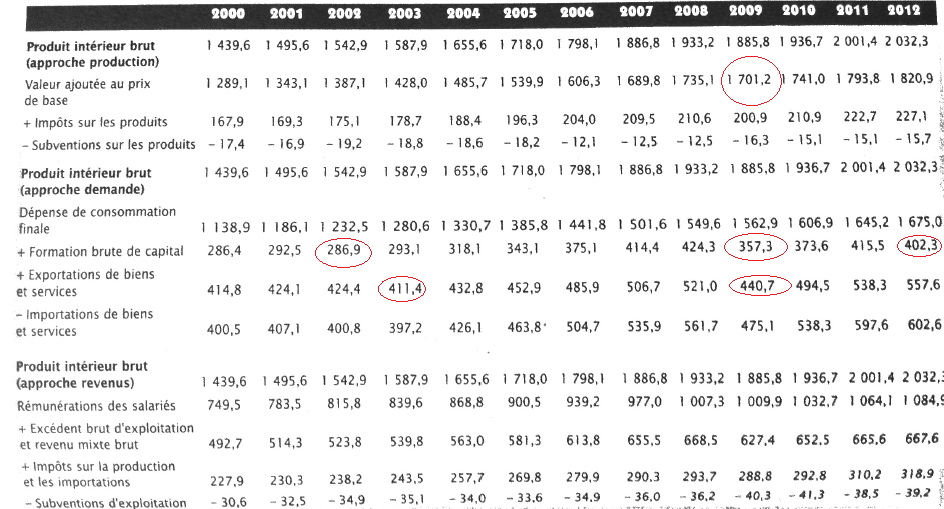 2000 2001 2002 2003 2004 2005 2006 2007 2008 2009 2010 2011 2012
Produit intérieur brut 1 439,6 1 495,6 1 542,9 1 587,9 1 655,6 1 718,0 1 798,1 1 886,8 1 933,2 1 885,8 1 936,7 2 001,4 2 032,3
(approche production)
Valeur ajoutée au prix 1 289,1 1 343,1 1 387,1 1 428,0 1 485,7 1 539,9 1 606,3 1 689,8 1 735,1 1 701,2 1 741,0 1 793,8 1 820,9
de base
+ Impôts sur les produits 167,9 169,3 175,1 178,7 188,4 196,3 204,0 209,5 210,6 200,9 210,9 222,7 227,1
– Subventions sur les produits – 17,4 – 16,9 – 19,2 – 18,8 – 18,6 – 18,2 – 12,1 – 12,5 – 12,5 – 16,3 – 15,1 – 15,1 – 15,7
Produit intérieur brut 1 439,6 1 495,6 1 542,9 1 587,9 1 655,6 1 718,0 1 798,1 1 886,8 1 933,2 1 885,8 1 936,7 2 001,4 2 032,3
(approche demande)
Dépense de consommation
finale 1 138,9 1 186,1 1 232,5 1 280,6 1 330,7 1 385,8 1 441,8 1 501,6 1 549,6 1 562,9 1 606,9 1 645,2 1 675,0
+ Formation brute de capital 286,4 292,5 286,9 293,1 318,1 343,1 375,1 414,4 424,3 357,3 373,6 415,5 402,3
+ Exportations de biens
et services 414,8 424,1 424,4 411,4 432,8 452,9 485,9 506,7 521,0 440,7 494,5 538,3 557,6
– Importations de biens
et services 400,5 407,1 400,8 397,2 426,1 463,8 504,7 535,9 561,7 475,1 538,3 597,6 602,6
Produit intérieur brut
(approche revenus) 1 439,6 1 495,6 1 542,9 1 587,9 1 655,6 1 718,0 1 798,1 1 886,8 1 933,2 1 885,8 1 936,7 2 001,4 2 032,3
Rémunérations des salariés 749,5 783,5 815,8 839,6 868,8 900,5 939,2 977,0 1 007,3 1 009,9 1 032,7 1 064,1 1 084,9
+ Excédent brut d'exploitation
et revenu mixte brut 492,7 514,3 523,8 539,8 563,0 581,3 613,8 655,5 668,5 627,4 652,5 665,6 667,6
+ Impôts sur la production
et les importations 227,9 230,3 238,2 243,5 257,7 269,8 279,9 290,3 293,7 288,8 292,8 310,2 318,9
– Subventions d'exploitation – 30,6 – 32,5 – 34,9 – 35,1 – 34,0 – 33,6 – 34,9 – 36,0 – 36,2 – 40,3 – 41,3 – 38,5 – 39,2